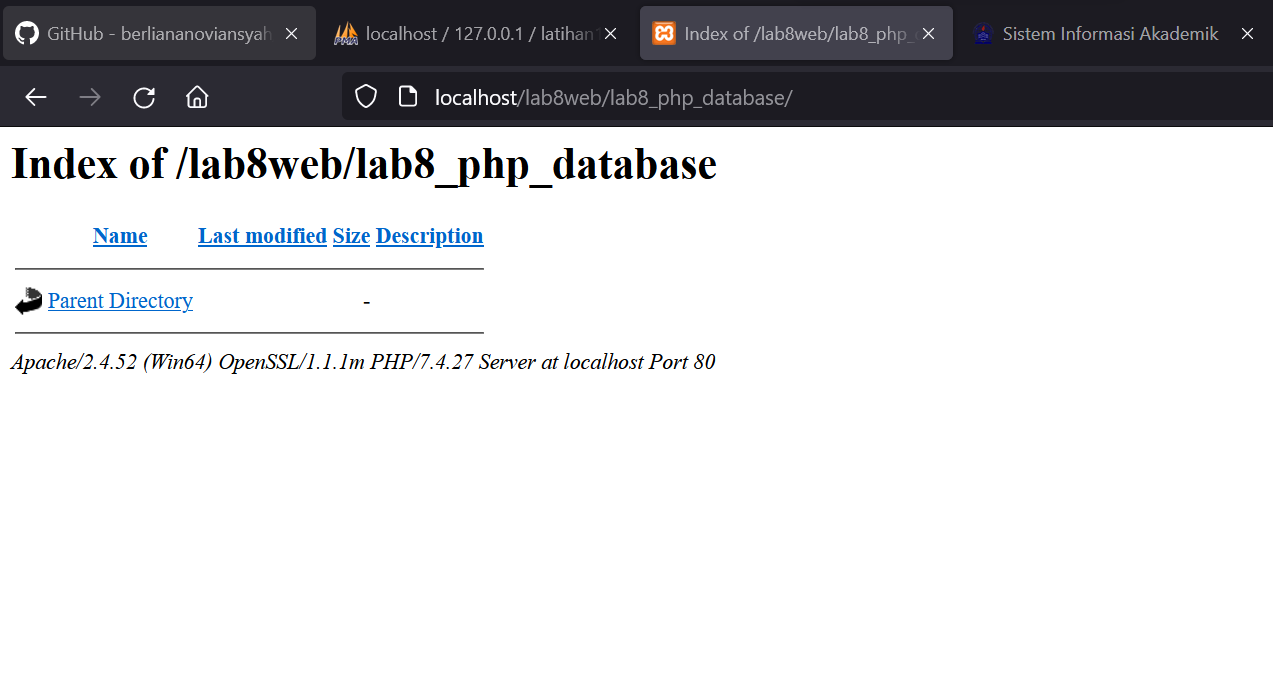 GitHub - berliananoviansyah
localhost / 127.0.0.1 / latihan1
Index of /lab8web/lab8_php_
Sistem Informasi Akademik
localhost/lab8web/lab8_php_database/
Index of /lab8web/lab8_php_database
Name Last modified Size Description
Parent Directory -
Apache/2.4.52 (Win64) OpenSSL/1.1.1m PHP/7.4.27 Server at localhost Port 80